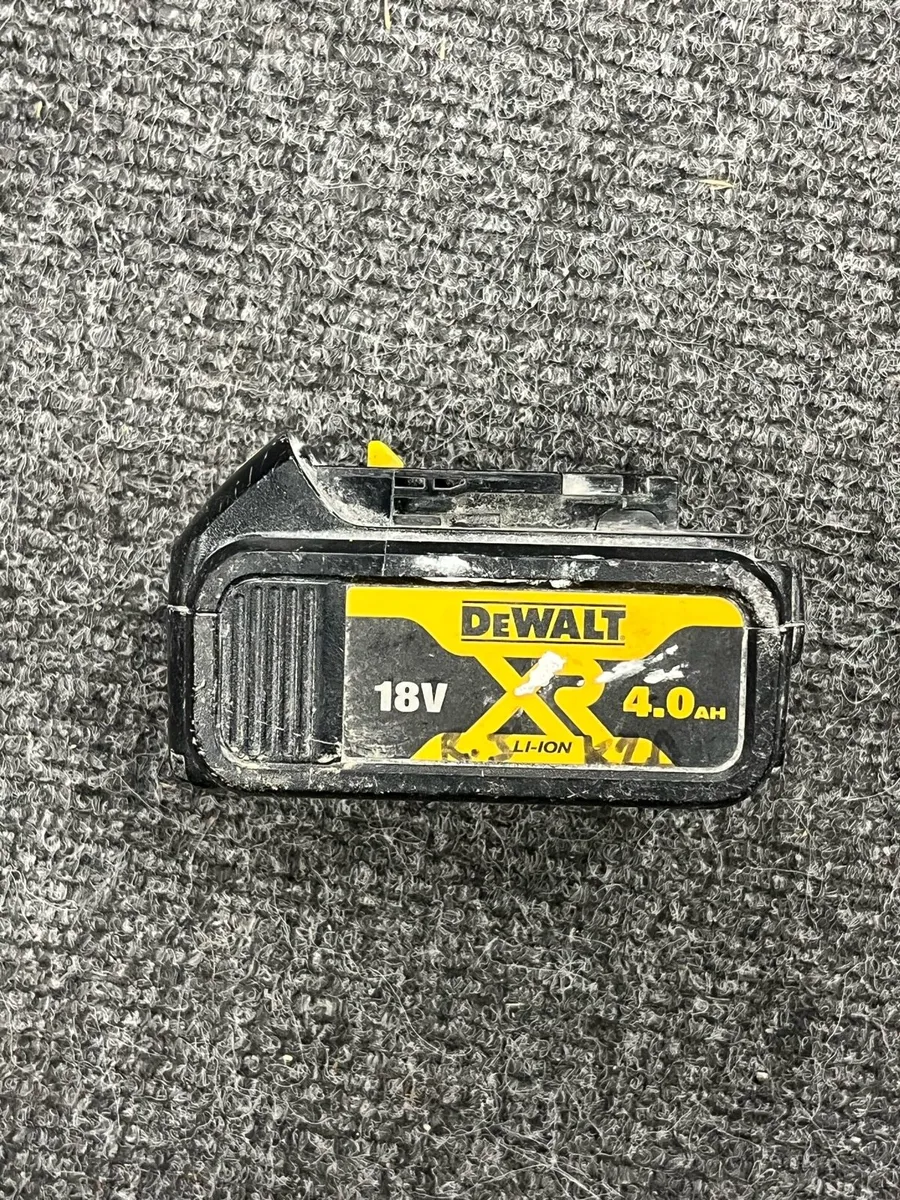 DEWALT
18V XR 4.0AH
LI-ION